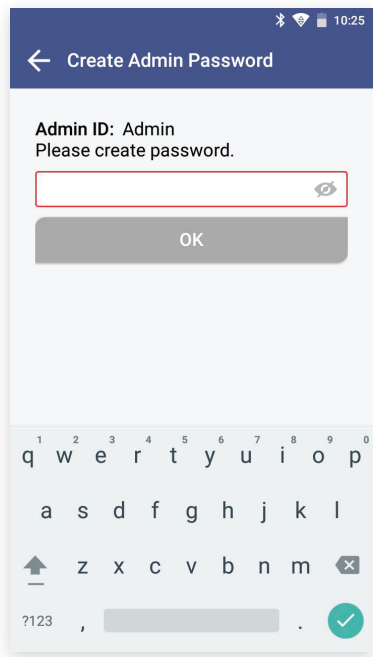 10:25
Create Admin Password
Admin ID: Admin
Please create password.
OK
1 2 3 4 5 6 7 8 9 0
q w e r t y u i o p
a s d f g h j k l
z x c v b n m
?123 , .